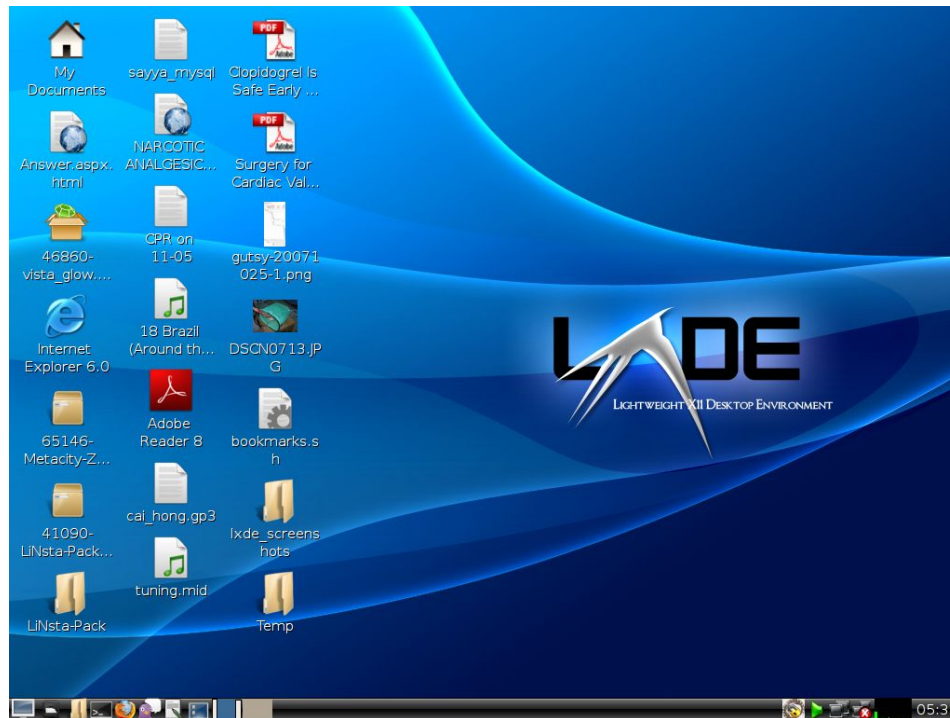 My
Documents
Answer.aspx.
html
46860-
vista_glow....
Internet
Explorer 6.0
65146-
Metacity-Z...
41090-
LiNsta-Pack...
LiNsta-Pack
sayya_mysql
NARCOTIC
ANALGESIC...
CPR on
11-05
18 Brazil
(Around th...
Adobe
Reader 8
cai_hong.gp3
tuning.mid
PDF
Adobe
Clopidogrel Is
Safe Early ...
PDF
Adobe
Surgery for
Cardiac Val...
gutsy-20071
025-1.png
DSCN0713.JP
G
bookmarks.s
h
lxde_screens
hots
Temp
LXDE
Lightweight X11 Desktop Environment
05:3